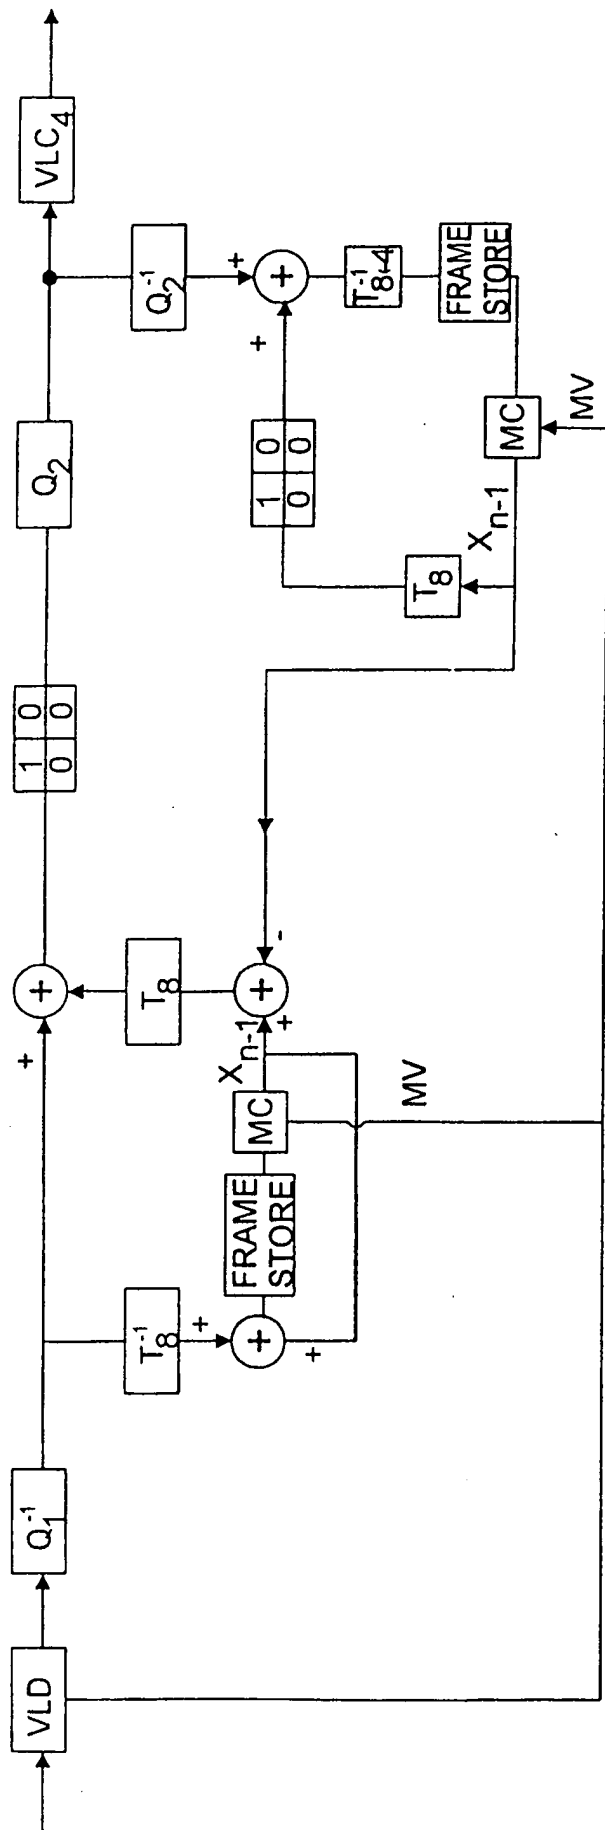 VLD
Q₁⁻¹
T₈⁻¹
+
+
+
FRAME
STORE
MC
Xₙ₋₁
MV
+
+
-
T₈
+
+
1 0
0 0
Q₂
VLC₄
Q₂⁻¹
+
+
+
1 0
0 0
T₈
T₈₋₄⁻¹
FRAME
STORE
MC
Xₙ₋₁
MV